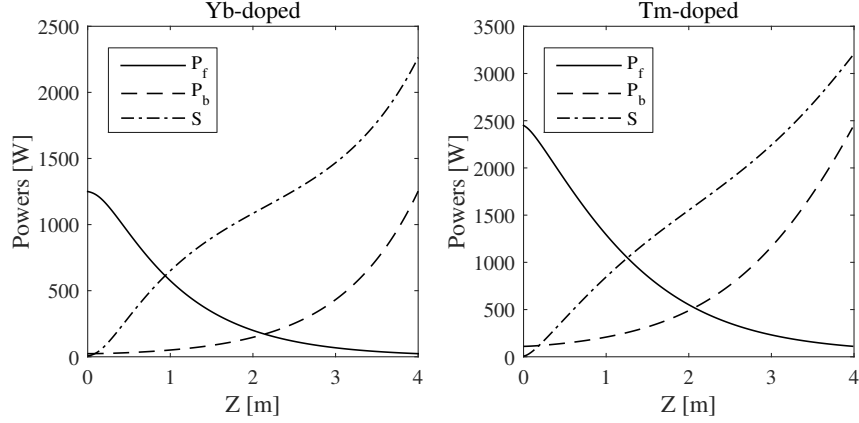 Yb-doped
2500
2000
1500
1000
500
0
Powers [W]
P_f
P_b
S
0 1 2 3 4
Z [m]
Tm-doped
3500
3000
2500
2000
1500
1000
500
0
Powers [W]
P_f
P_b
S
0 1 2 3 4
Z [m]